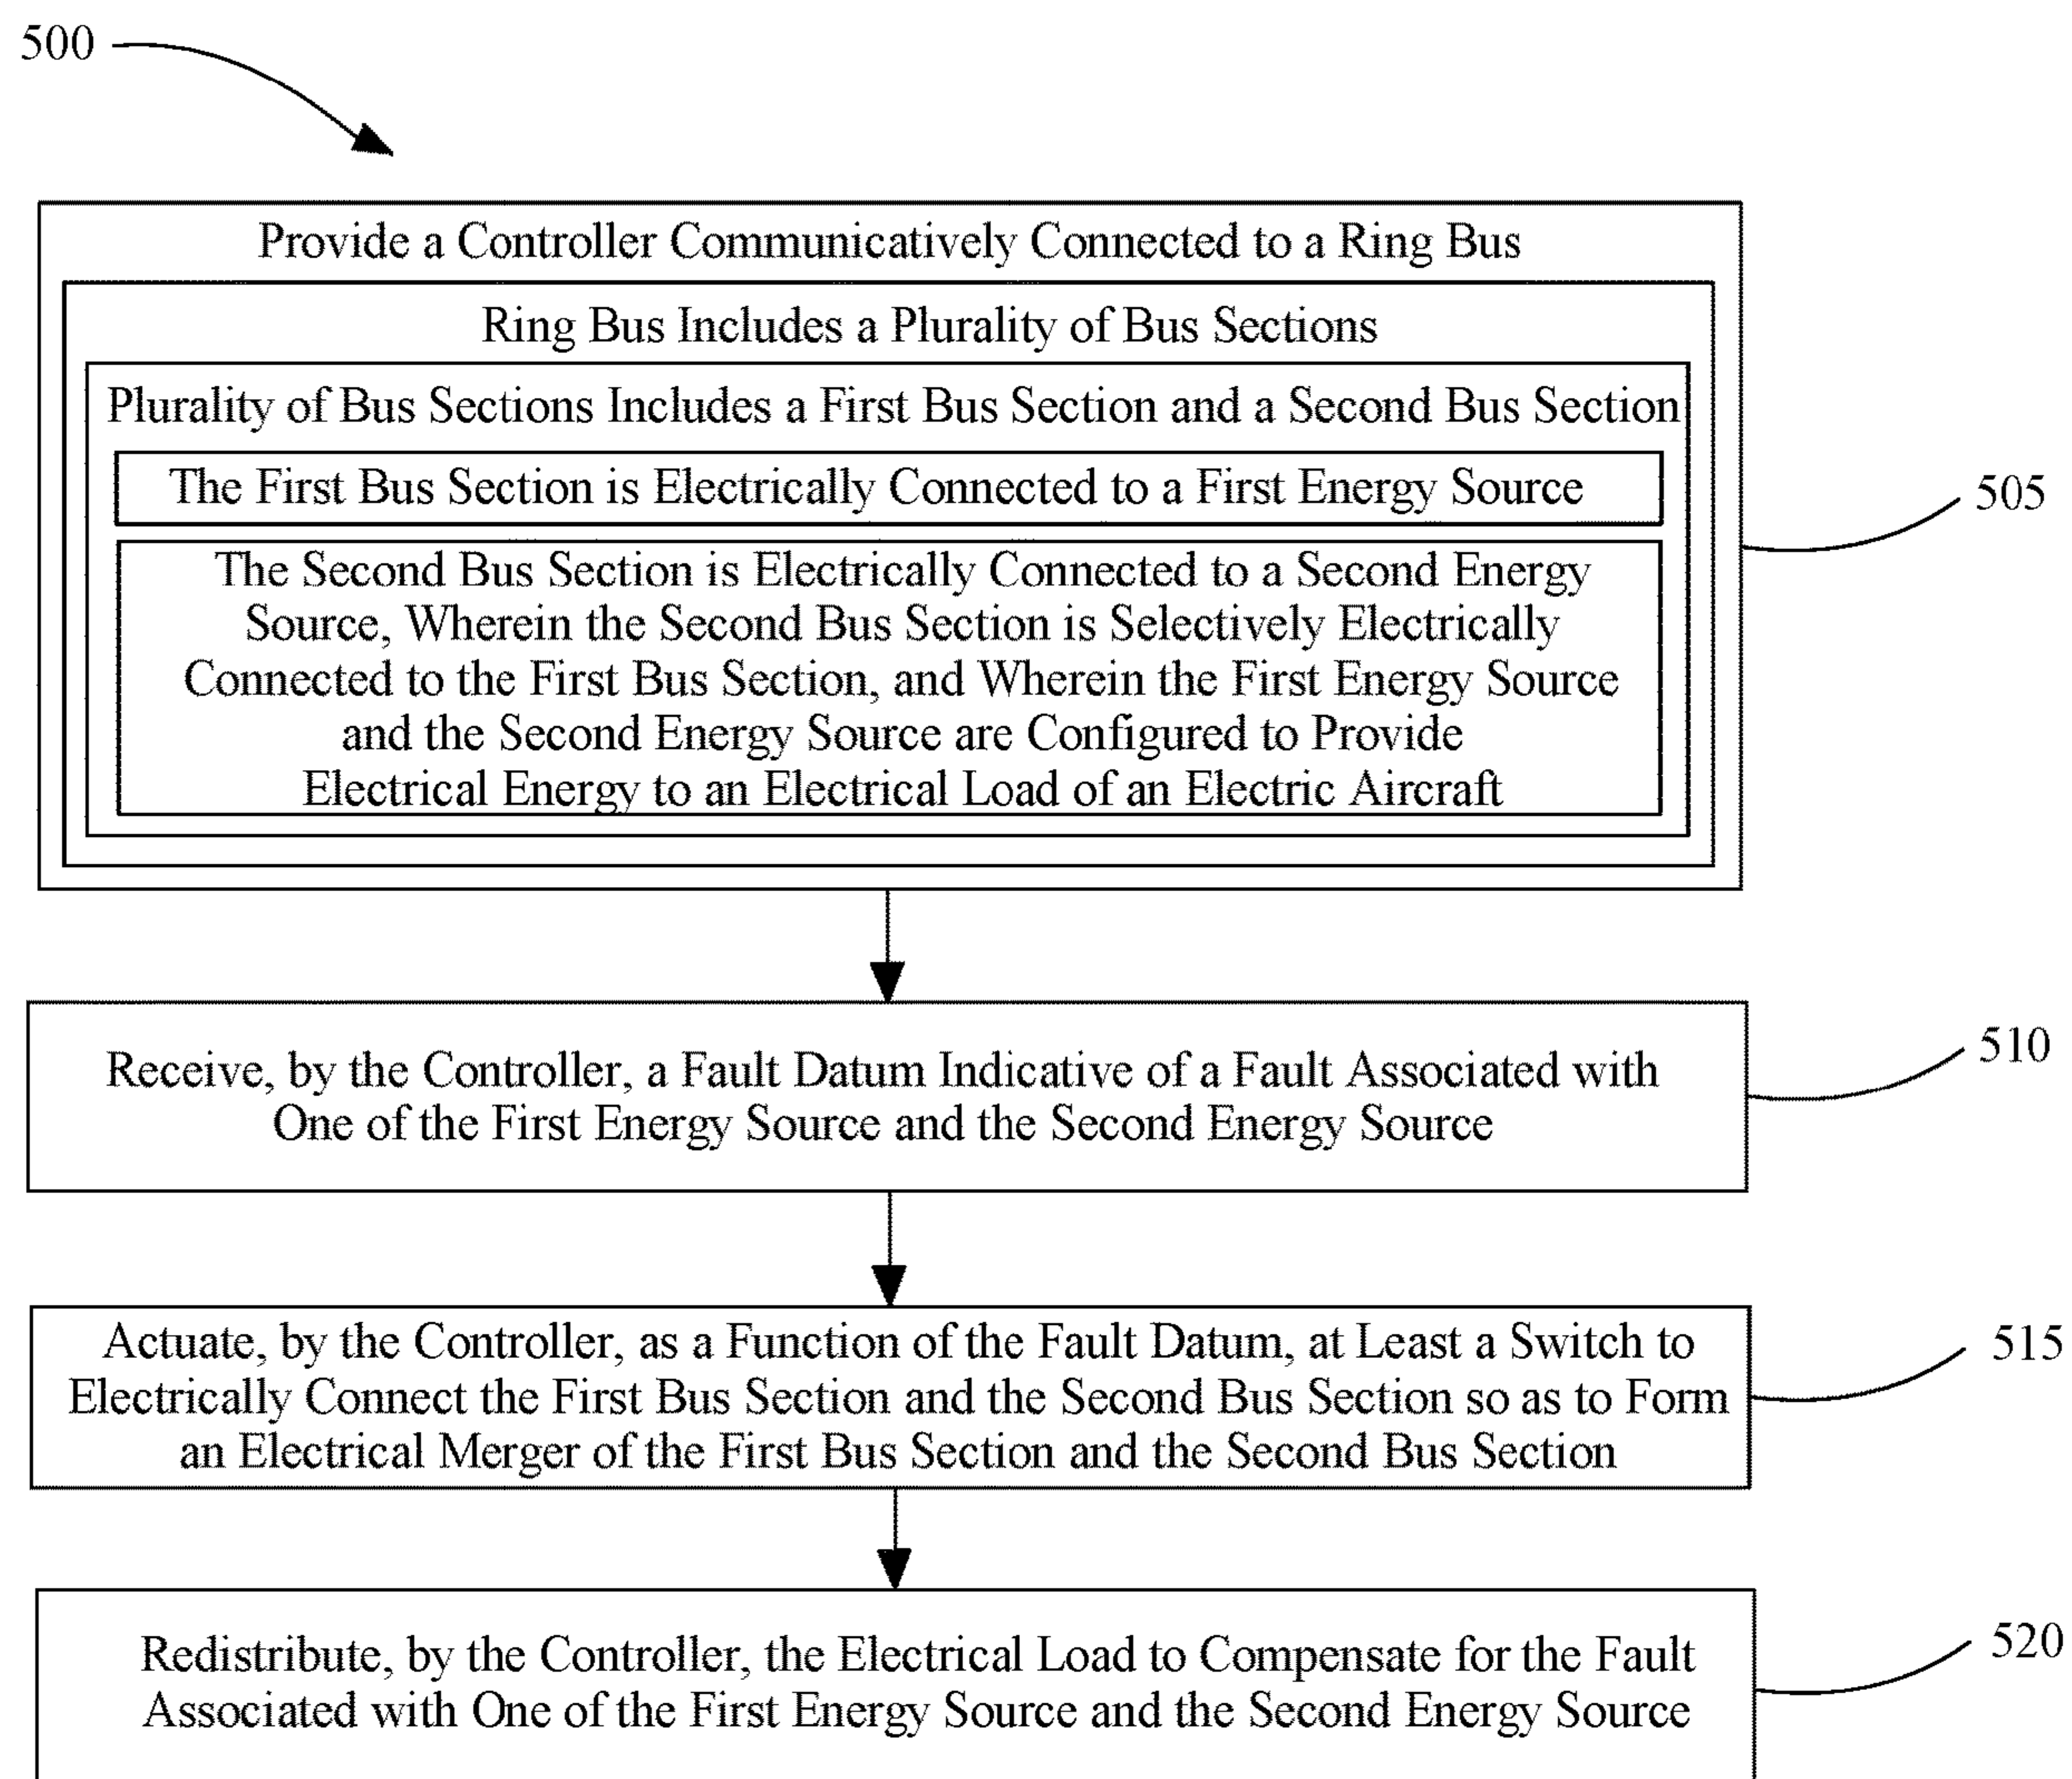 500
Provide a Controller Communicatively Connected to a Ring Bus
Ring Bus Includes a Plurality of Bus Sections
Plurality of Bus Sections Includes a First Bus Section and a Second Bus Section
The First Bus Section is Electrically Connected to a First Energy Source
505
The Second Bus Section is Electrically Connected to a Second Energy
Source, Wherein the Second Bus Section is Selectively Electrically
Connected to the First Bus Section, and Wherein the First Energy Source
and the Second Energy Source are Configured to Provide
Electrical Energy to an Electrical Load of an Electric Aircraft
510
Receive, by the Controller, a Fault Datum Indicative of a Fault Associated with
One of the First Energy Source and the Second Energy Source
515
Actuate, by the Controller, as a Function of the Fault Datum, at Least a Switch to
Electrically Connect the First Bus Section and the Second Bus Section so as to Form
an Electrical Merger of the First Bus Section and the Second Bus Section
520
Redistribute, by the Controller, the Electrical Load to Compensate for the Fault
Associated with One of the First Energy Source and the Second Energy Source